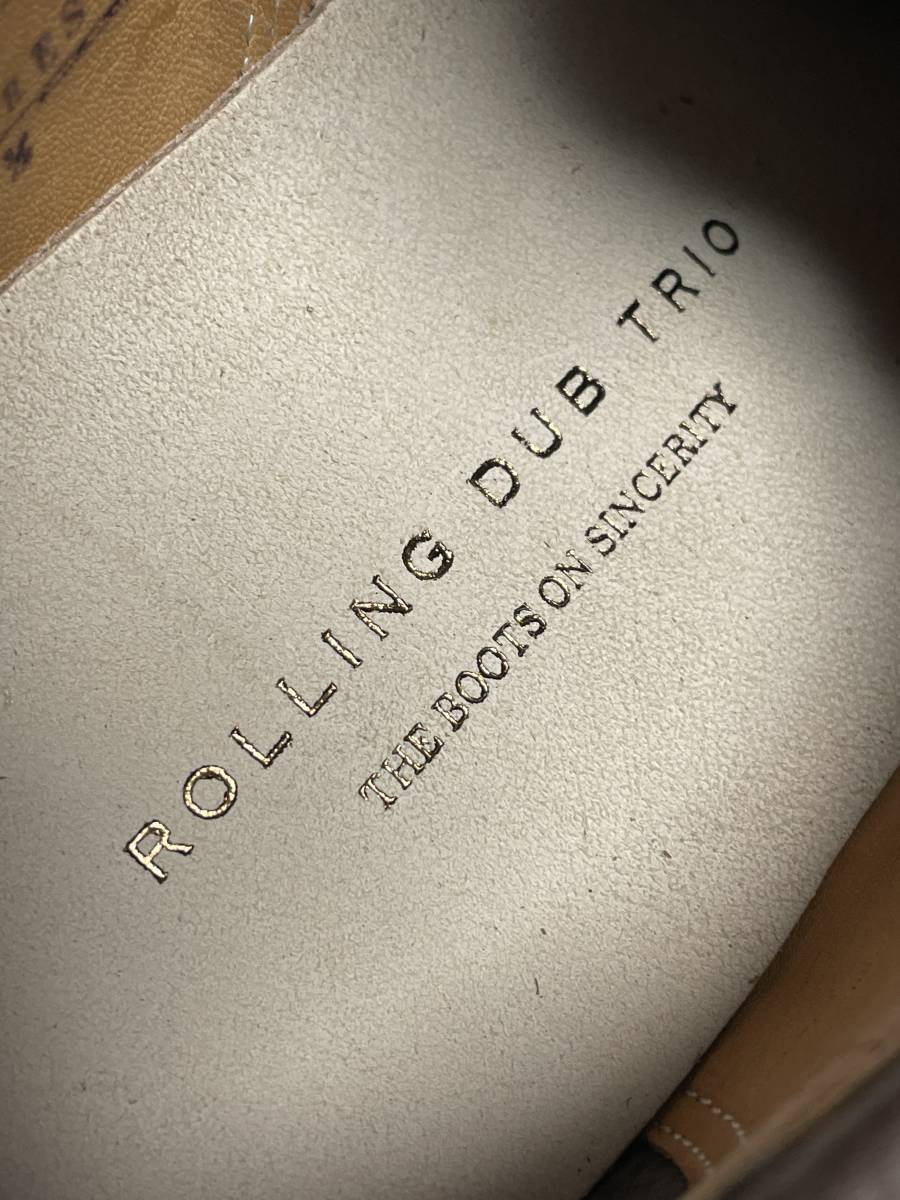 ROLLING DUB TRIO
THE BOOTS ON SINCERITY